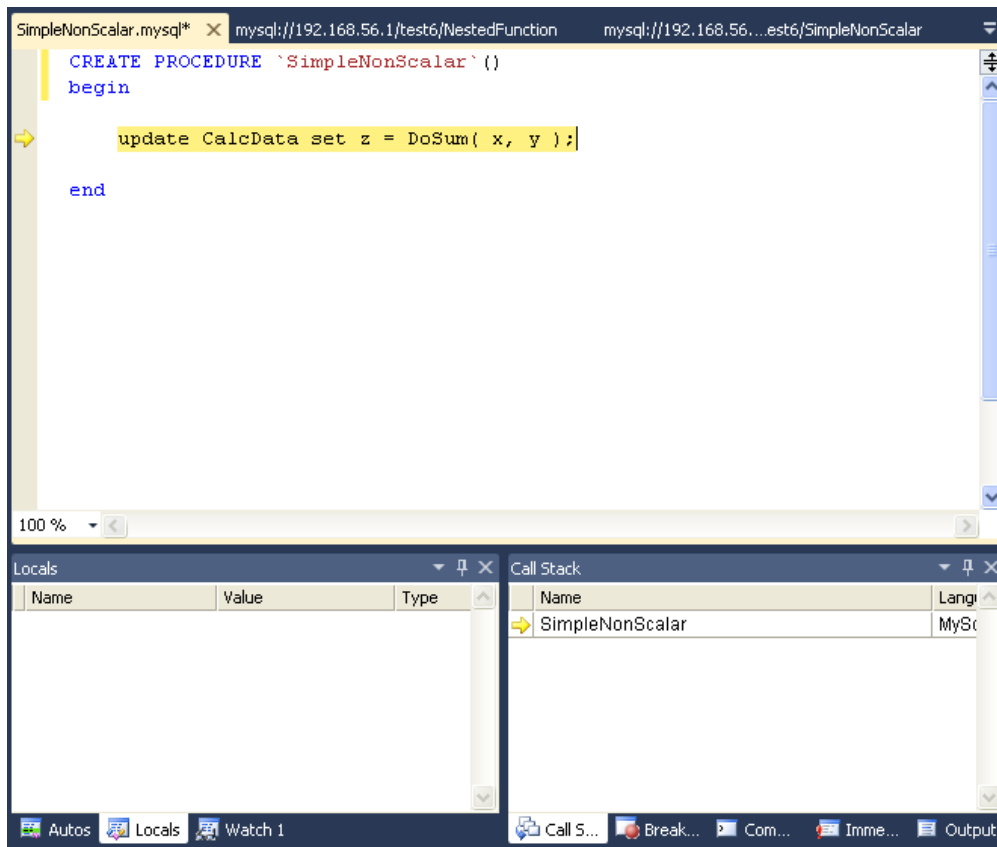 SimpleNonScalar.mysql* mysql://192.168.56.1/test6/NestedFunction mysql://192.168.56....est6/SimpleNonScalar
CREATE PROCEDURE `SimpleNonScalar`()
begin
update CalcData set z = DoSum( x, y );
end
100 %
Locals
Name Value Type
Call Stack
Name Langu
SimpleNonScalar MySQ
Autos Locals Watch 1
Call S... Break... Com... Imme... Output